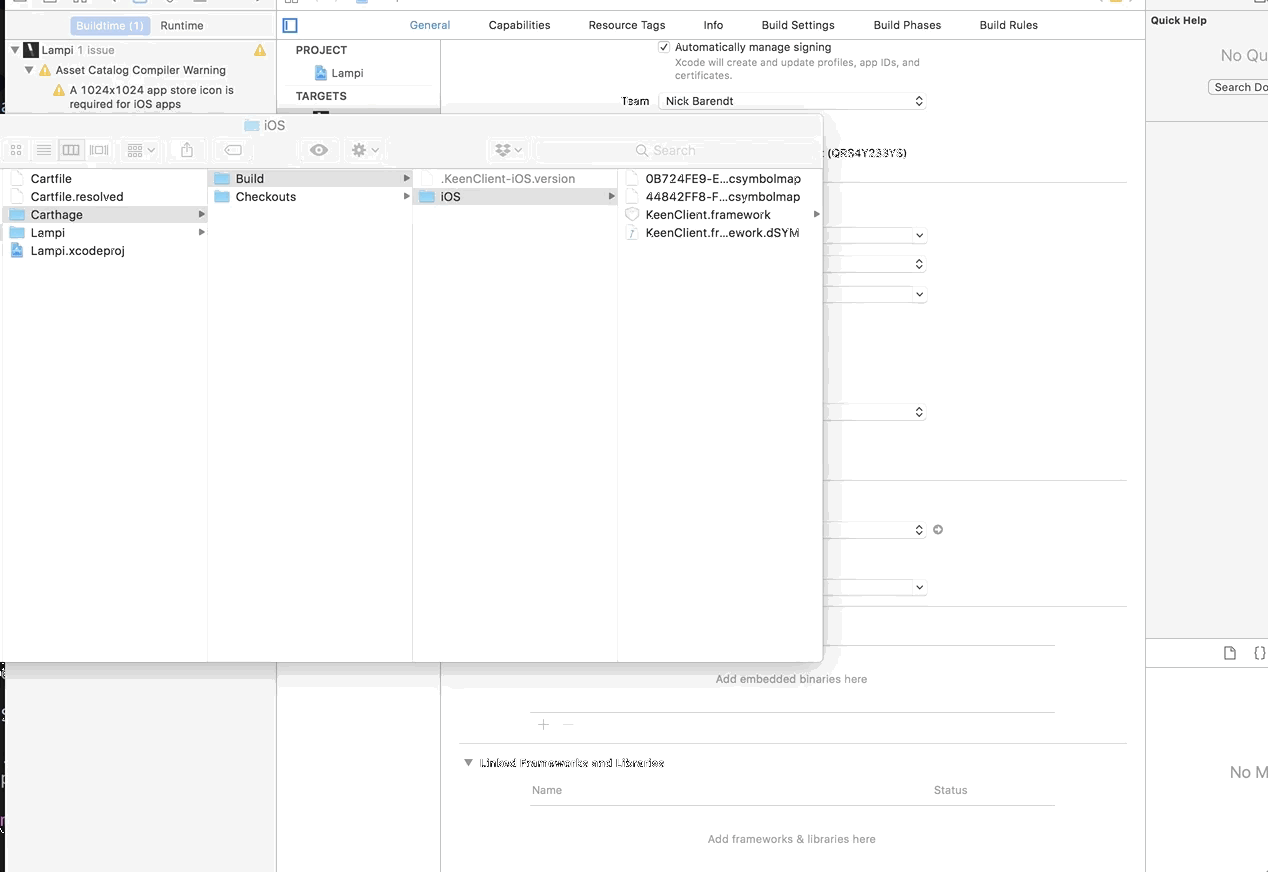 Buildtime (1) Runtime
General Capabilities Resource Tags Info Build Settings Build Phases Build Rules
Quick Help
Lampi 1 issue
Asset Catalog Compiler Warning
A 1024x1024 app store icon is
required for iOS apps
PROJECT
Lampi
TARGETS
Automatically manage signing
Xcode will create and update profiles, app IDs, and
certificates.
Team Nick Barendt
No Qu
Search Do
iOS
Search
Cartfile
Cartfile.resolved
Carthage
Lampi
Lampi.xcodeproj
Build
Checkouts
.KeenClient-iOS.version
iOS
0B724FE9-E...csymbolmap
44842FF8-F...csymbolmap
KeenClient.framework
KeenClient.fr...ework.dSYM
Add embedded binaries here
Linked Frameworks and Libraries
Name Status
Add frameworks & libraries here
{}
No M